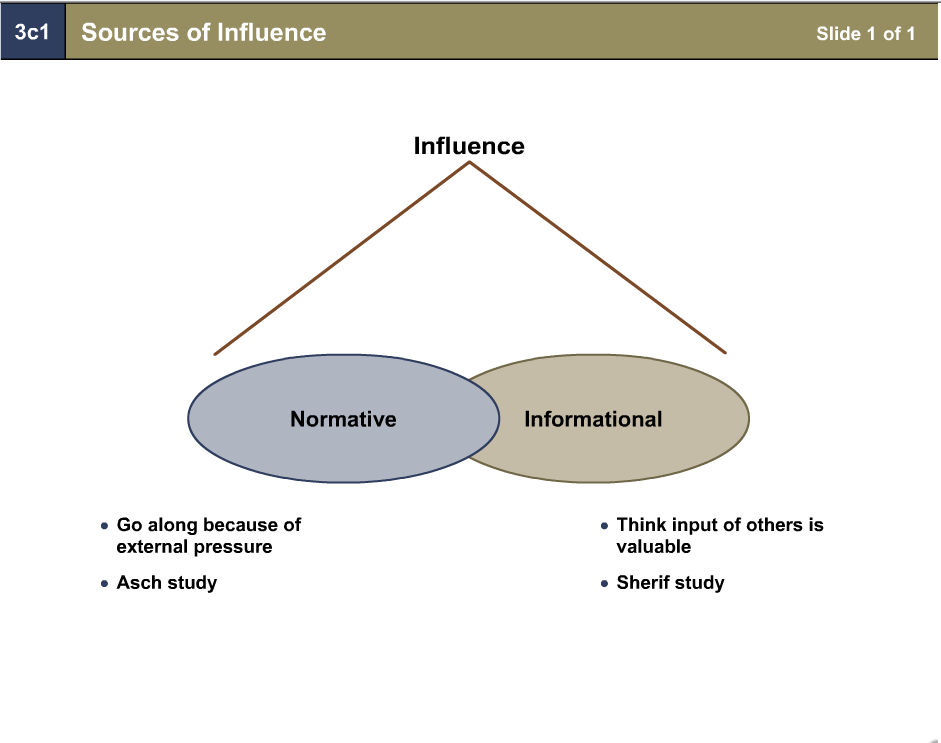 3c1 Sources of Influence Slide 1 of 1
Influence
Normative Informational
• Go along because of
external pressure
• Asch study
• Think input of others is
valuable
• Sherif study